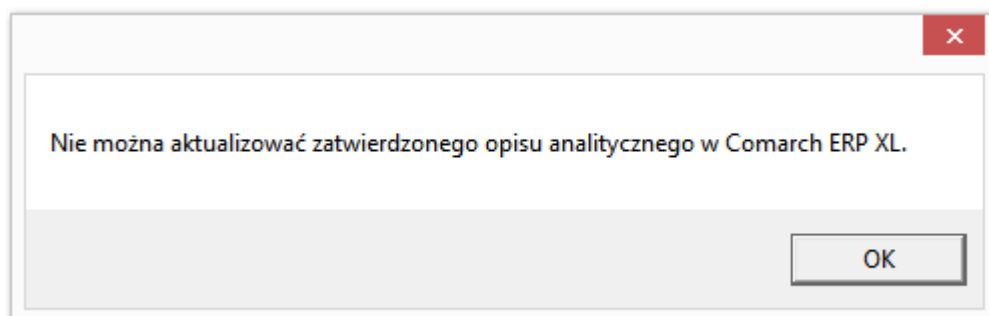 Nie można aktualizować zatwierdzonego opisu analitycznego w Comarch ERP XL.
OK